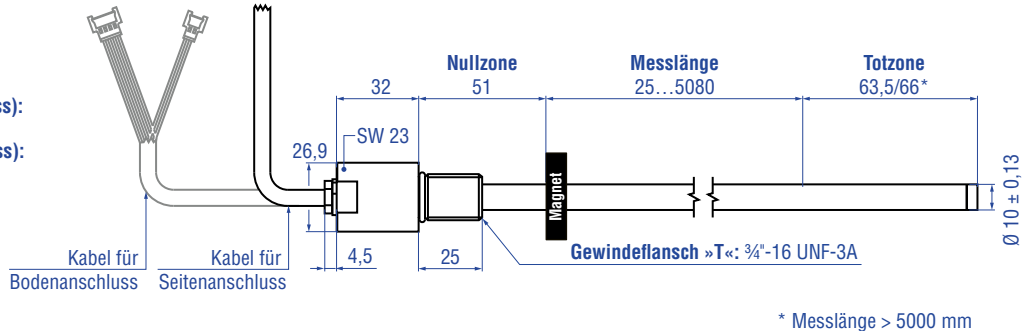 Nullzone
51
Messlänge
25...5080
Totzone
63,5/66*
32
ss):
SW 23
ss):
26,9
Magnet
Ø 10 ± 0,13
Kabel für
Bodenanschluss
Kabel für
Seitenanschluss
4,5
25
Gewindeflansch »T«: ¾"-16 UNF-3A
* Messlänge > 5000 mm